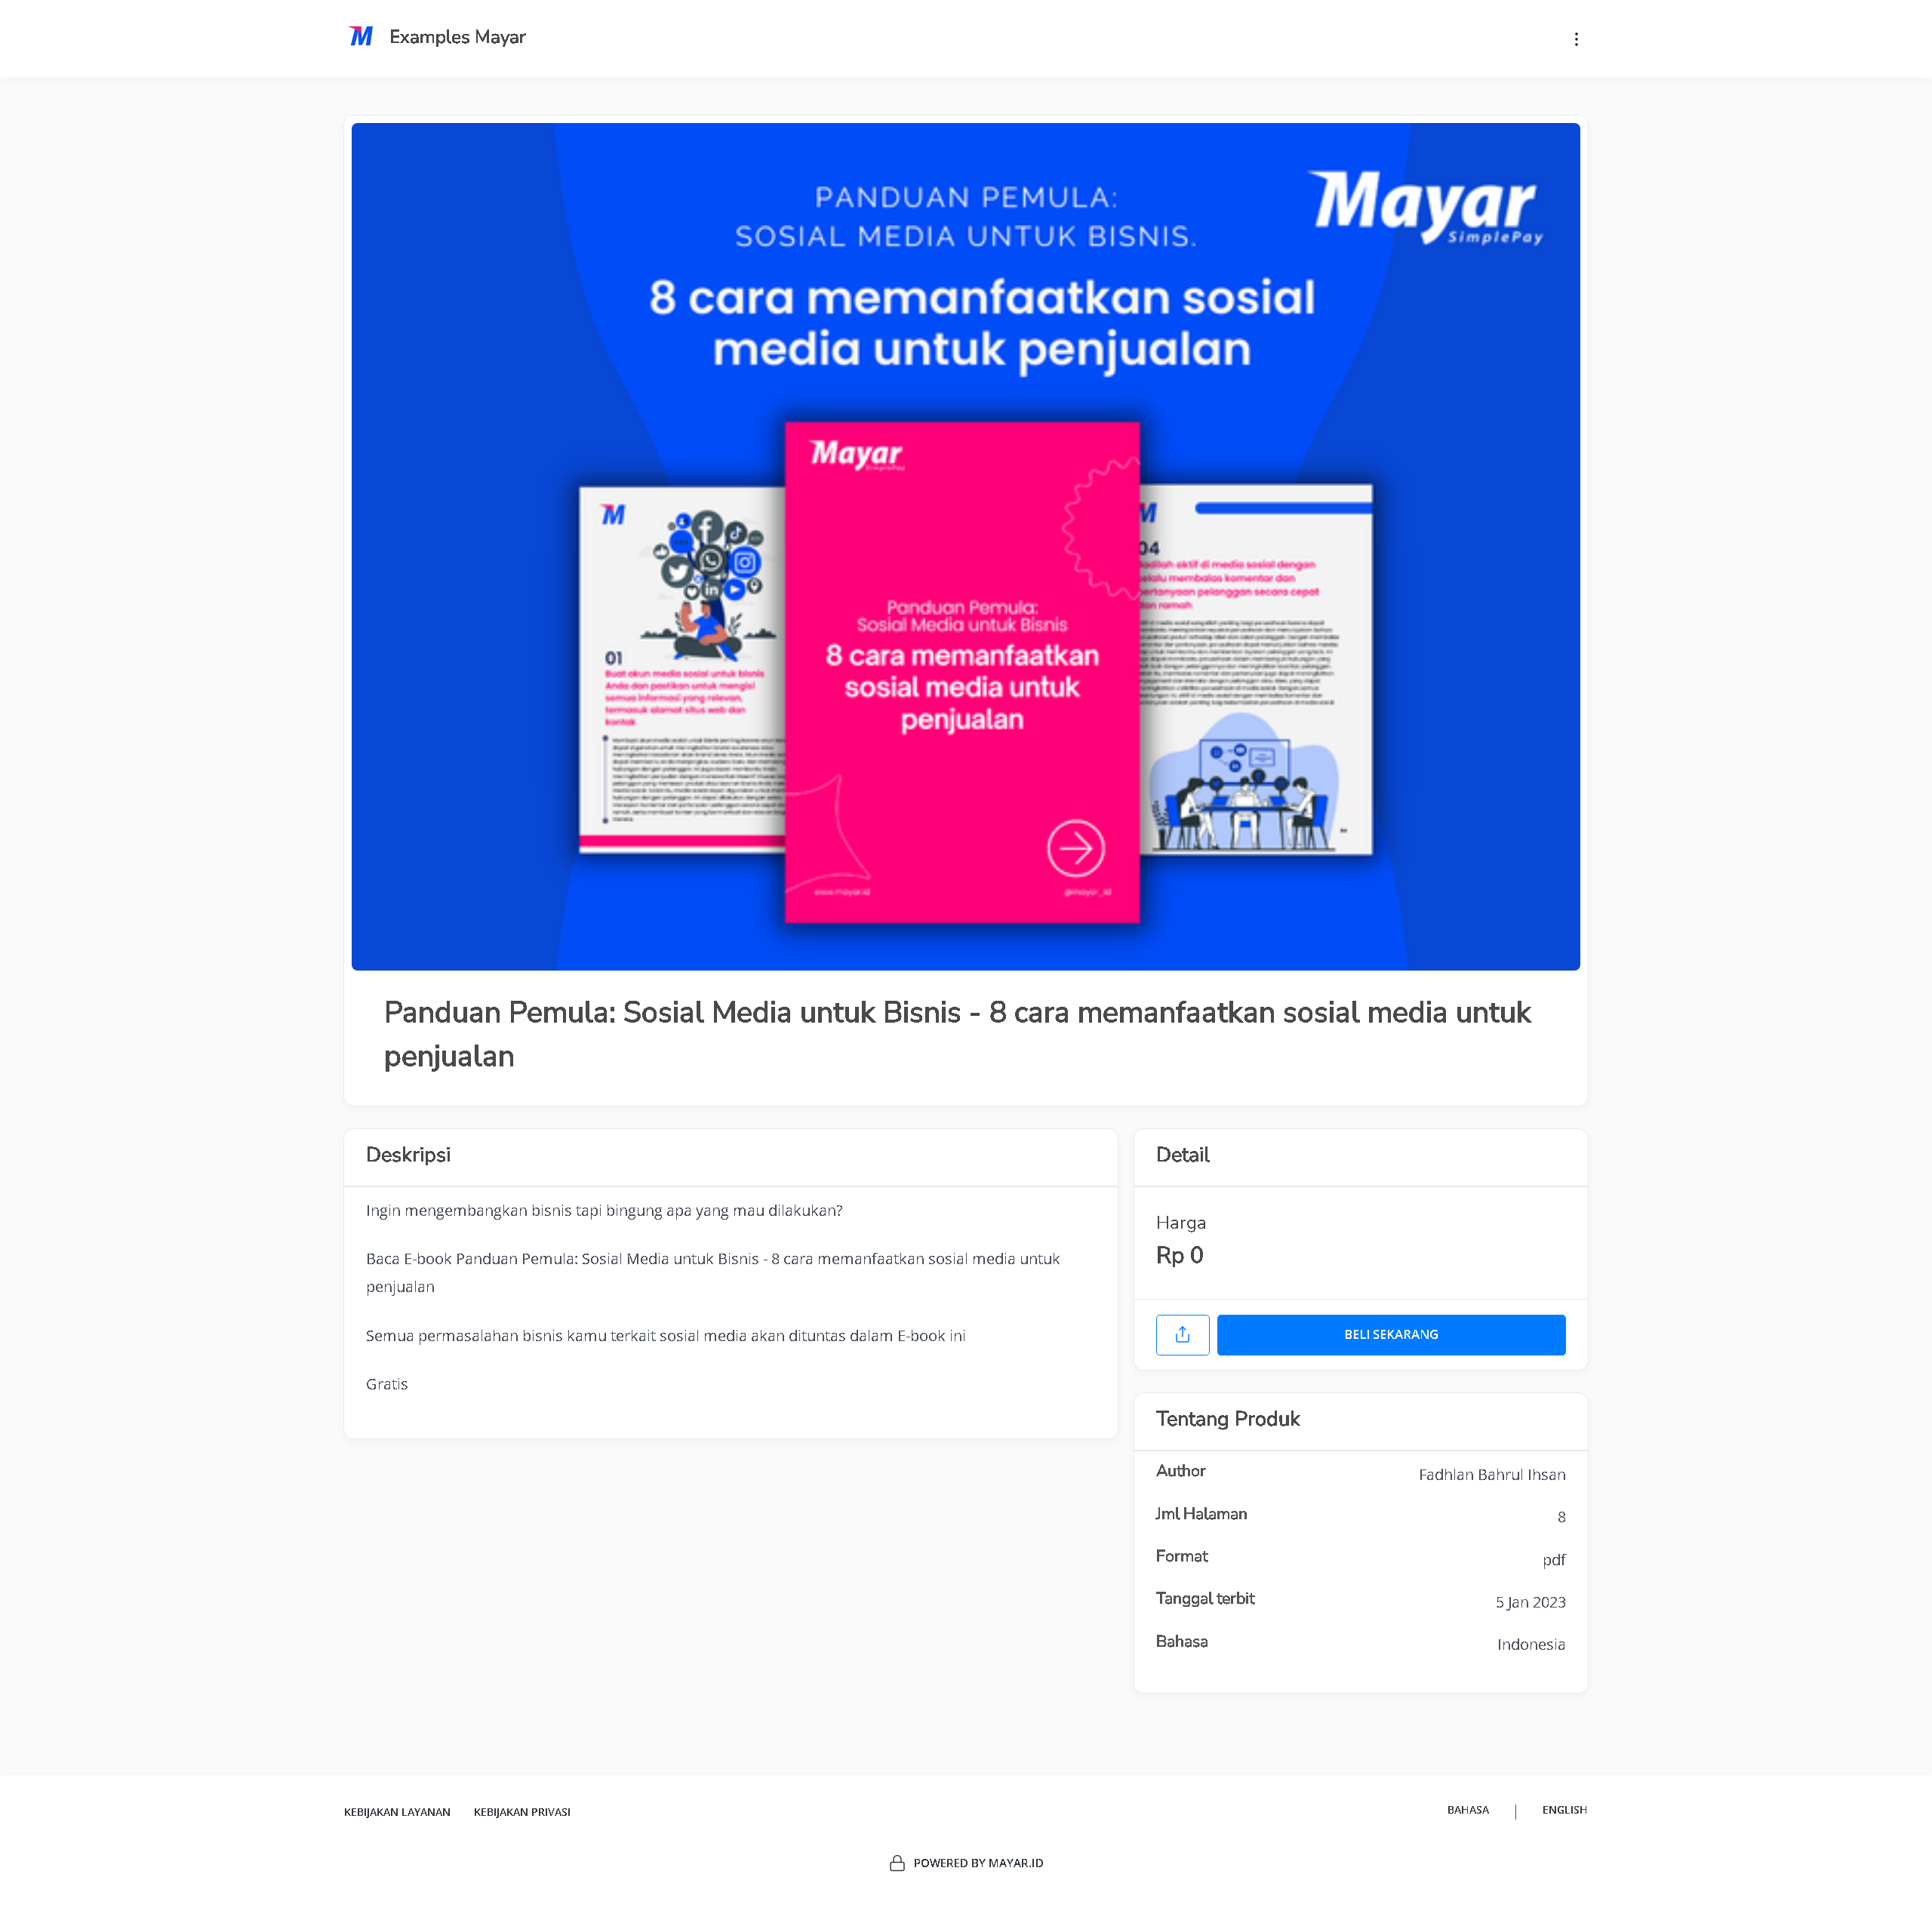 Examples Mayar
PANDUAN PEMULA:
SOSIAL MEDIA UNTUK BISNIS.
Mayar
SimplePay
8 cara memanfaatkan sosial
media untuk penjualan
Mayar
SimplePay
Panduan Pemula:
Sosial Media untuk Bisnis
8 cara memanfaatkan
sosial media untuk
penjualan
www.mayar.id
@mayar_id
01
Buat akun media sosial untuk bisnis
Anda dan pastikan untuk mengisi
semua informasi yang relevan,
termasuk alamat situs web dan
kontak
04
aktif di media sosial dengan
membalas komentar dan
pelanggan secara cepat
ramah
Panduan Pemula: Sosial Media untuk Bisnis - 8 cara memanfaatkan sosial media untuk
penjualan
Deskripsi
Ingin mengembangkan bisnis tapi bingung apa yang mau dilakukan?
Baca E-book Panduan Pemula: Sosial Media untuk Bisnis - 8 cara memanfaatkan sosial media untuk
penjualan
Semua permasalahan bisnis kamu terkait sosial media akan dituntas dalam E-book ini
Gratis
Detail
Harga
Rp 0
BELI SEKARANG
Tentang Produk
Author Fadhlan Bahrul Ihsan
Jml Halaman 8
Format pdf
Tanggal terbit 5 Jan 2023
Bahasa Indonesia
KEBIJAKAN LAYANAN KEBIJAKAN PRIVASI
BAHASA | ENGLISH
POWERED BY MAYAR.ID